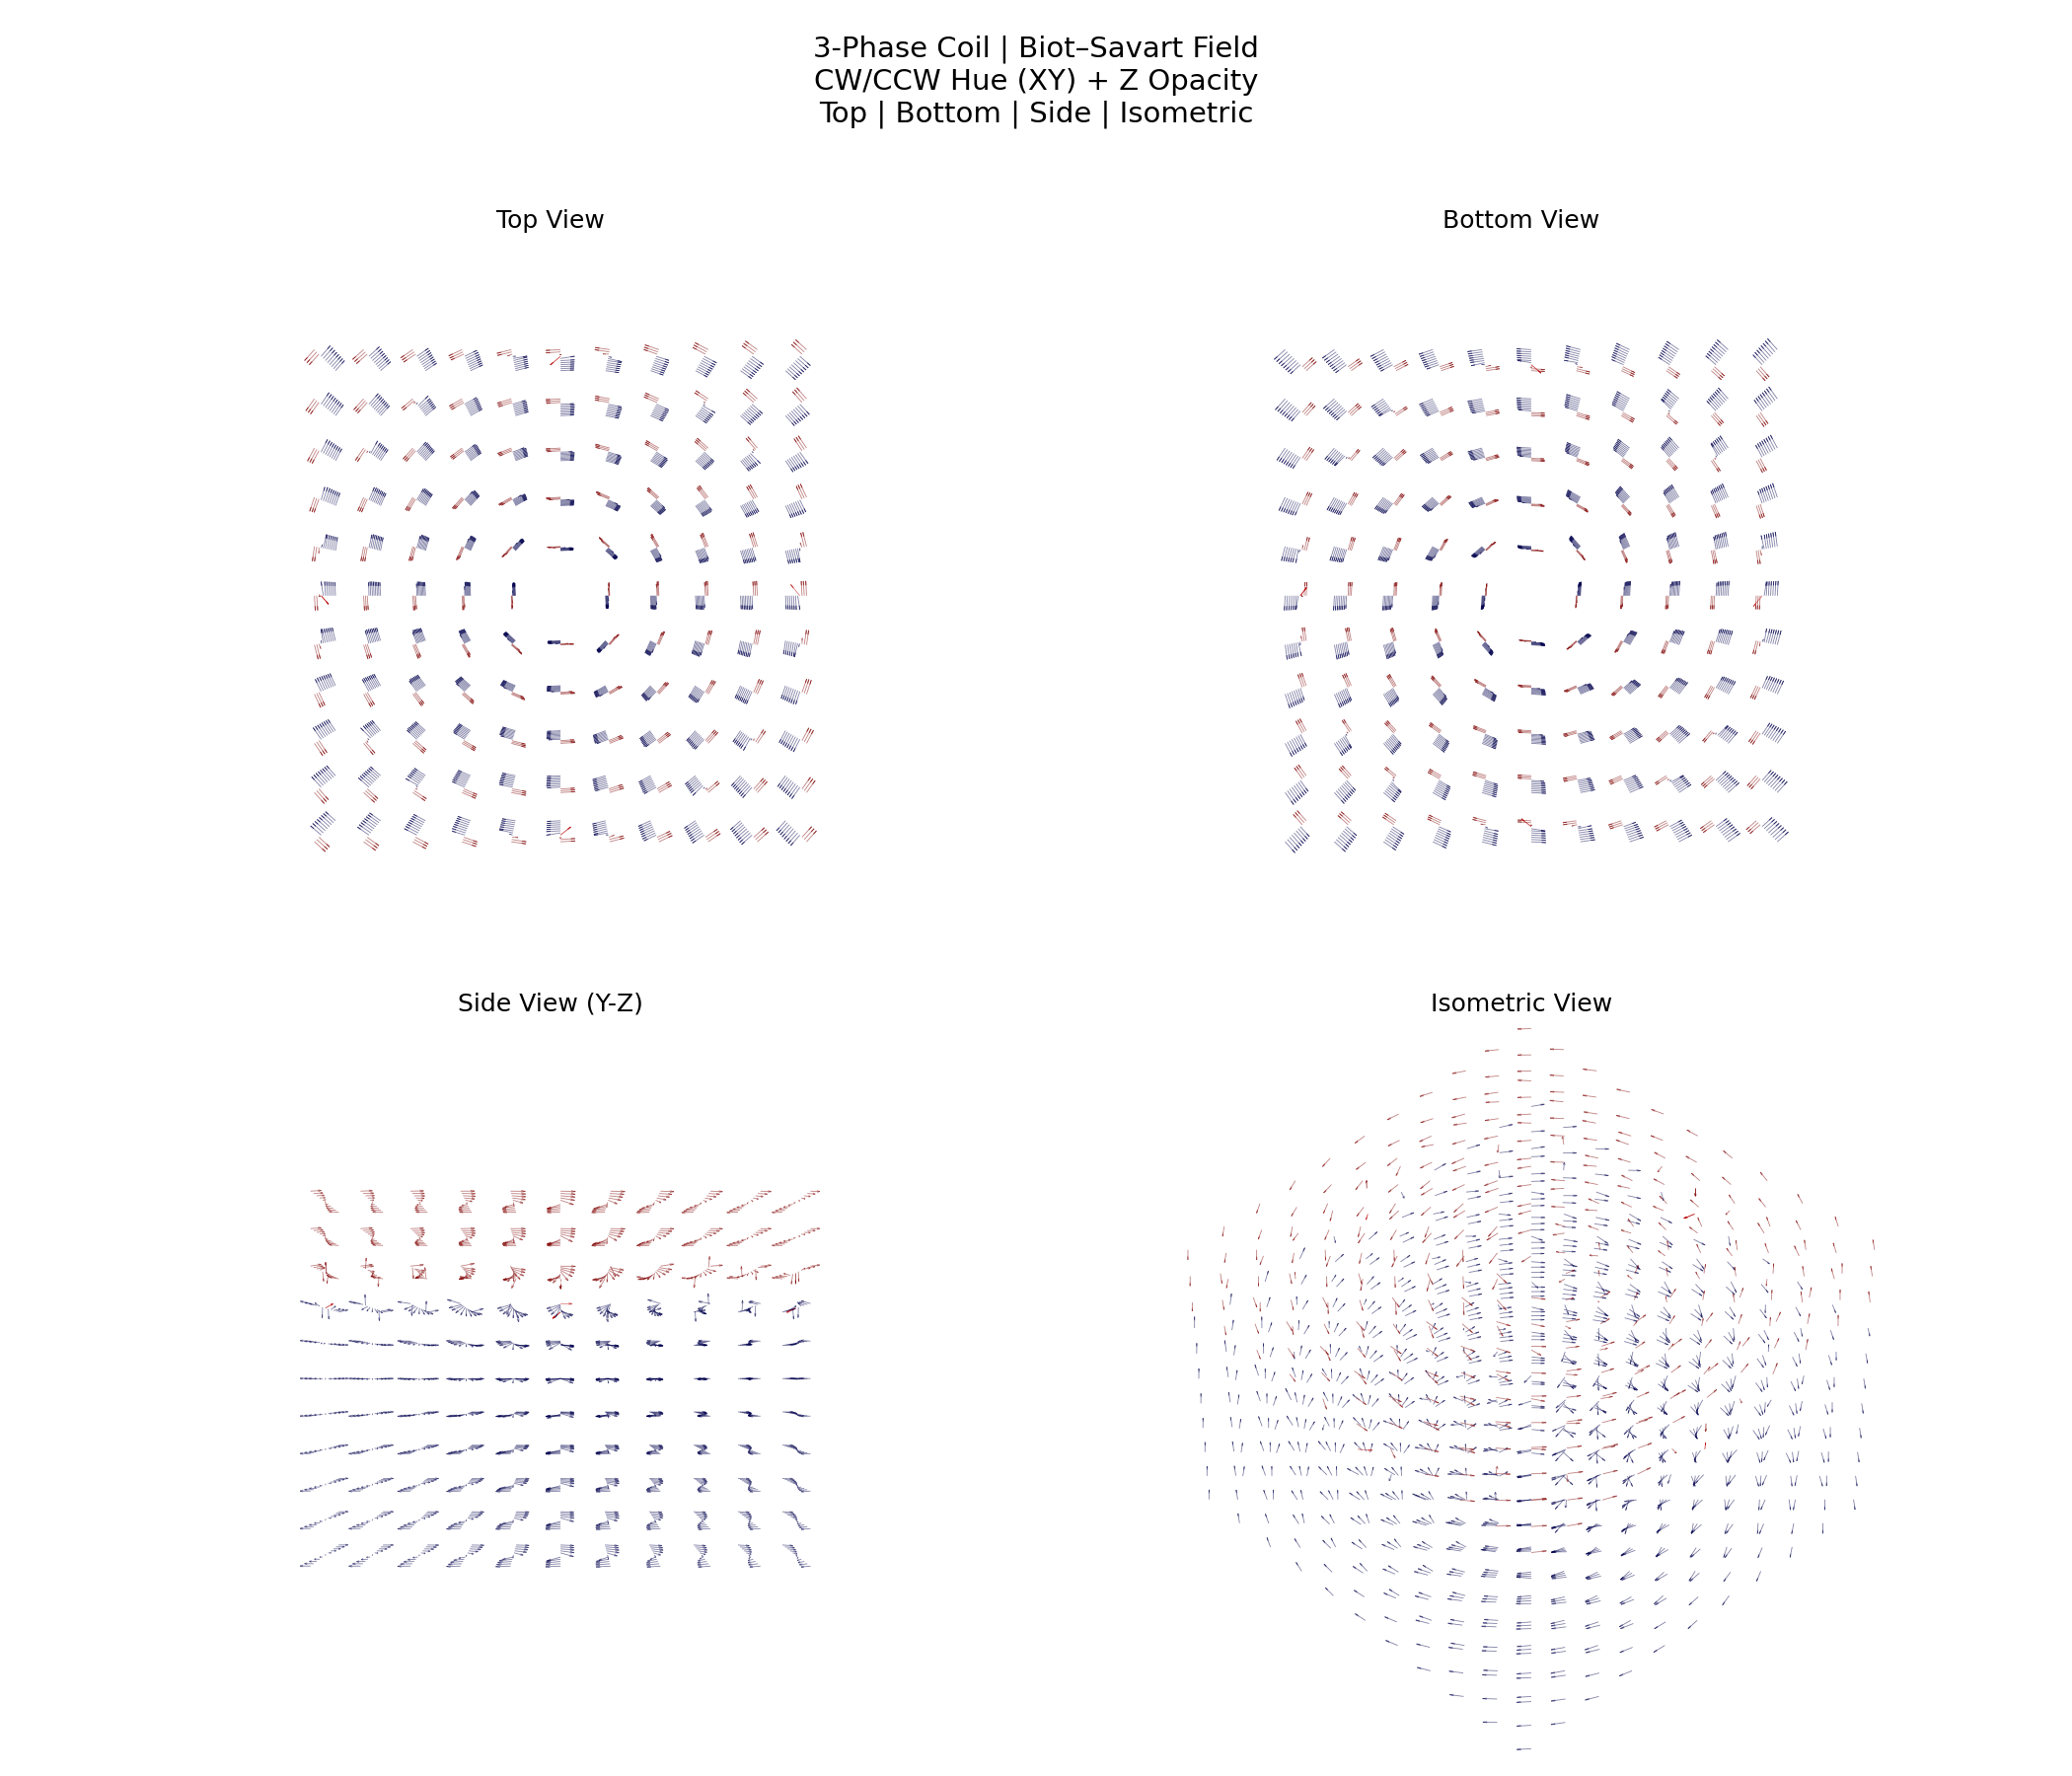 3-Phase Coil | Biot–Savart Field
CW/CCW Hue (XY) + Z Opacity
Top | Bottom | Side | Isometric
Top View
Bottom View
Side View (Y-Z)
Isometric View